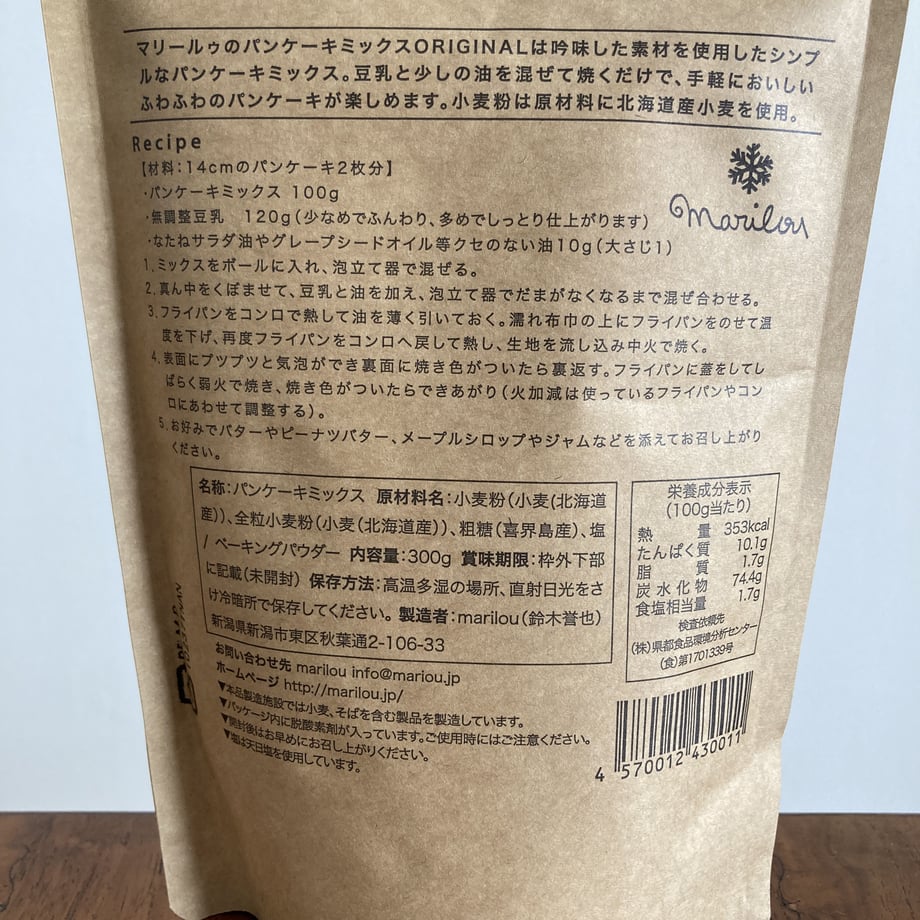 マリールゥのパンケーキミックスORIGINALは吟味した素材を使用したシンプ
ルなパンケーキミックス。豆乳と少しの油を混ぜて焼くだけで、手軽においしい
ふわふわのパンケーキが楽しめます。小麦粉は原材料に北海道産小麦を使用。
Recipe
【材料：14cmのパンケーキ2枚分】
・パンケーキミックス 100g
・無調整豆乳 120g（少なめでふんわり、多めでしっとり仕上がります）
・なたねサラダ油やグレープシードオイル等クセのない油10g（大さじ1）
marilou
1. ミックスをボールに入れ、泡立て器で混ぜる。
2. 真ん中をくぼませて、豆乳と油を加え、泡立て器でだまがなくなるまで混ぜ合わせる。
3. フライパンをコンロで熱して油を薄く引いておく。濡れ布巾の上にフライパンをのせて温
度を下げ、再度フライパンをコンロへ戻して熱し、生地を流し込み中火で焼く。
4. 表面にプツプツと気泡ができ裏面に焼き色がついたら裏返す。フライパンに蓋をしてし
ばらく弱火で焼き、焼き色がついたらできあがり（火加減は使っているフライパンやコン
ロにあわせて調整する）。
5. お好みでバターやピーナツバター、メープルシロップやジャムなどを添えてお召し上がり
ください。
名称：パンケーキミックス 原材料名：小麦粉（小麦（北海道
産））、全粒小麦粉（小麦（北海道産））、粗糖（喜界島産）、塩
/ ベーキングパウダー 内容量：300g 賞味期限：枠外下部
に記載（未開封） 保存方法：高温多湿の場所、直射日光をさ
け冷暗所で保存してください。 製造者：marilou（鈴木誉也）
新潟県新潟市東区秋葉通2-106-33
栄養成分表示
（100g当たり）
熱量 353kcal
たんぱく質 10.1g
脂質 1.7g
炭水化物 74.4g
食塩相当量 1.7g
検査依頼先
（株）県都食品環境分析センター
（食）第1701339号
お問い合わせ先 marilou info@mariou.jp
ホームページ http://marilou.jp/
▼本品製造施設では小麦、そばを含む製品を製造しています。
▼パッケージ内に脱酸素剤が入っています。ご使用時にはご注意ください。
▼開封後はお早めにお召し上がりください。
▼塩は天日塩を使用しています。
4 570012 430011